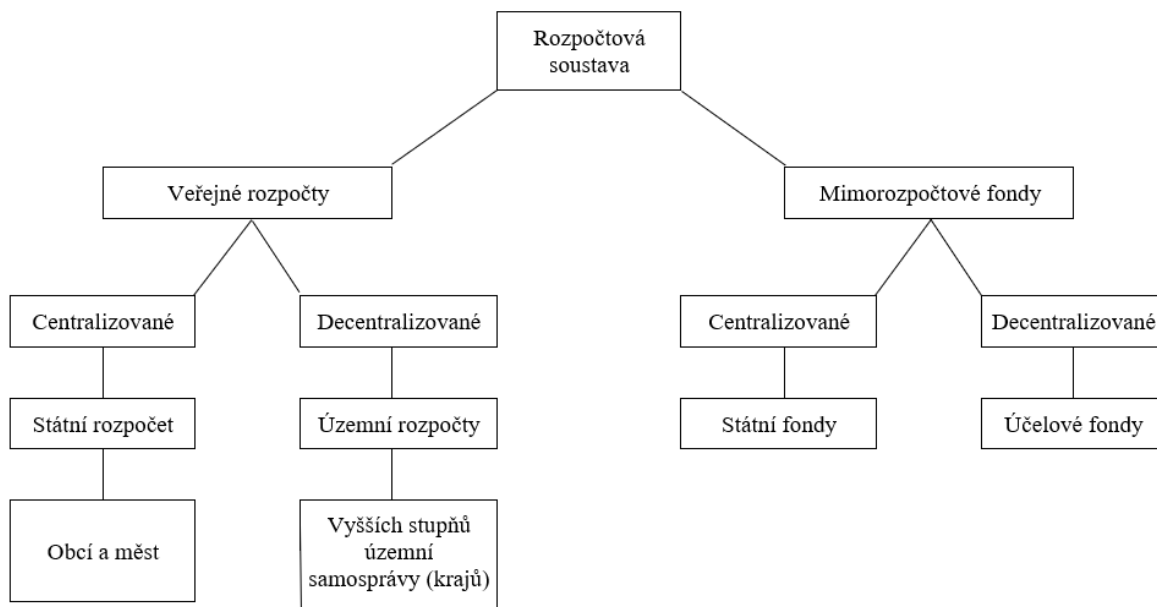 Rozpočtová
soustava
Veřejné rozpočty
Mimorozpočtové fondy
Centralizované
Decentralizované
Centralizované
Decentralizované
Státní rozpočet
Územní rozpočty
Státní fondy
Účelové fondy
Obcí a měst
Vyšších stupňů
územní
samosprávy (krajů)